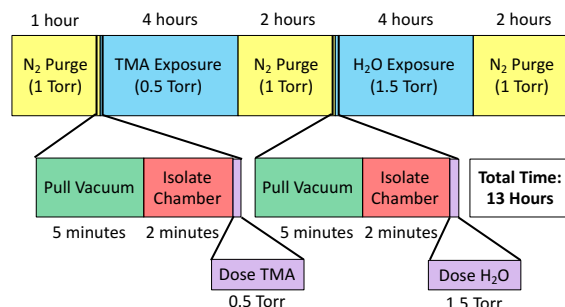 1 hour 4 hours 2 hours 4 hours 2 hours
N₂ Purge TMA Exposure N₂ Purge H₂O Exposure N₂ Purge
(1 Torr) (0.5 Torr) (1 Torr) (1.5 Torr) (1 Torr)
Pull Vacuum Isolate Chamber Pull Vacuum Isolate Chamber Total Time: 13 Hours
5 minutes 2 minutes 5 minutes 2 minutes
Dose TMA Dose H₂O
0.5 Torr 1.5 Torr